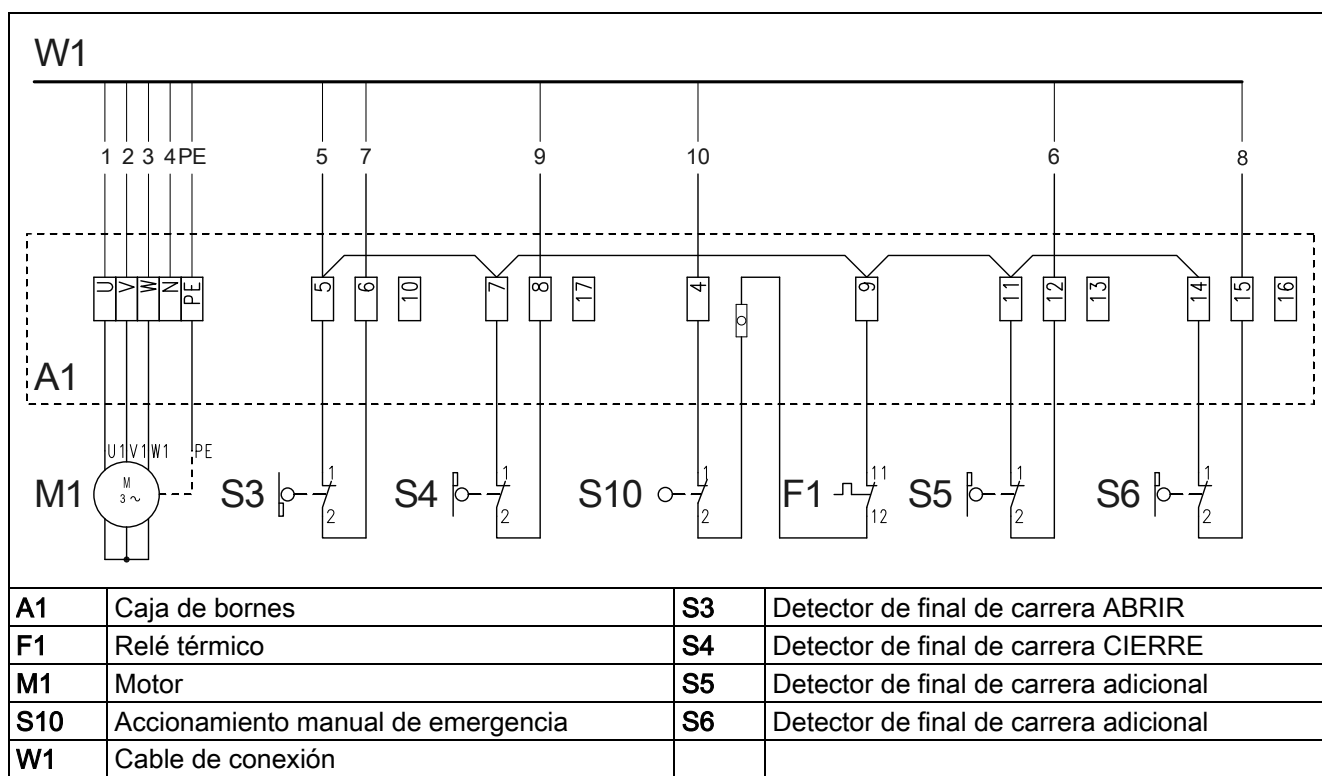 W1
1 2 3 4 PE 5 7 9 10 6 8
U V W N PE 5 6 10 7 8 17 4 9 11 12 13 14 15 16
A1
U1 V1 W1 PE
M1 M 3 ~ S3 1 2 S4 1 2 S10 1 2 F1 11 12 S5 1 2 S6 1 2
A1 Caja de bornes S3 Detector de final de carrera ABRIR
F1 Relé térmico S4 Detector de final de carrera CIERRE
M1 Motor S5 Detector de final de carrera adicional
S10 Accionamiento manual de emergencia S6 Detector de final de carrera adicional
W1 Cable de conexión